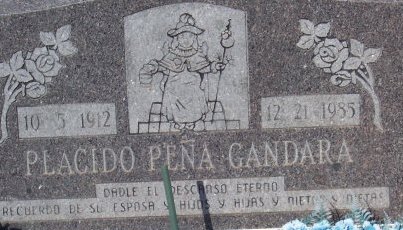 10 5 1912
12 21 1985
PLACIDO PEÑA GANDARA
DADLE EL DESCANSO ETERNO
RECUERDO DE SU ESPOSA Y HIJOS Y HIJAS Y NIETOS Y NIETAS